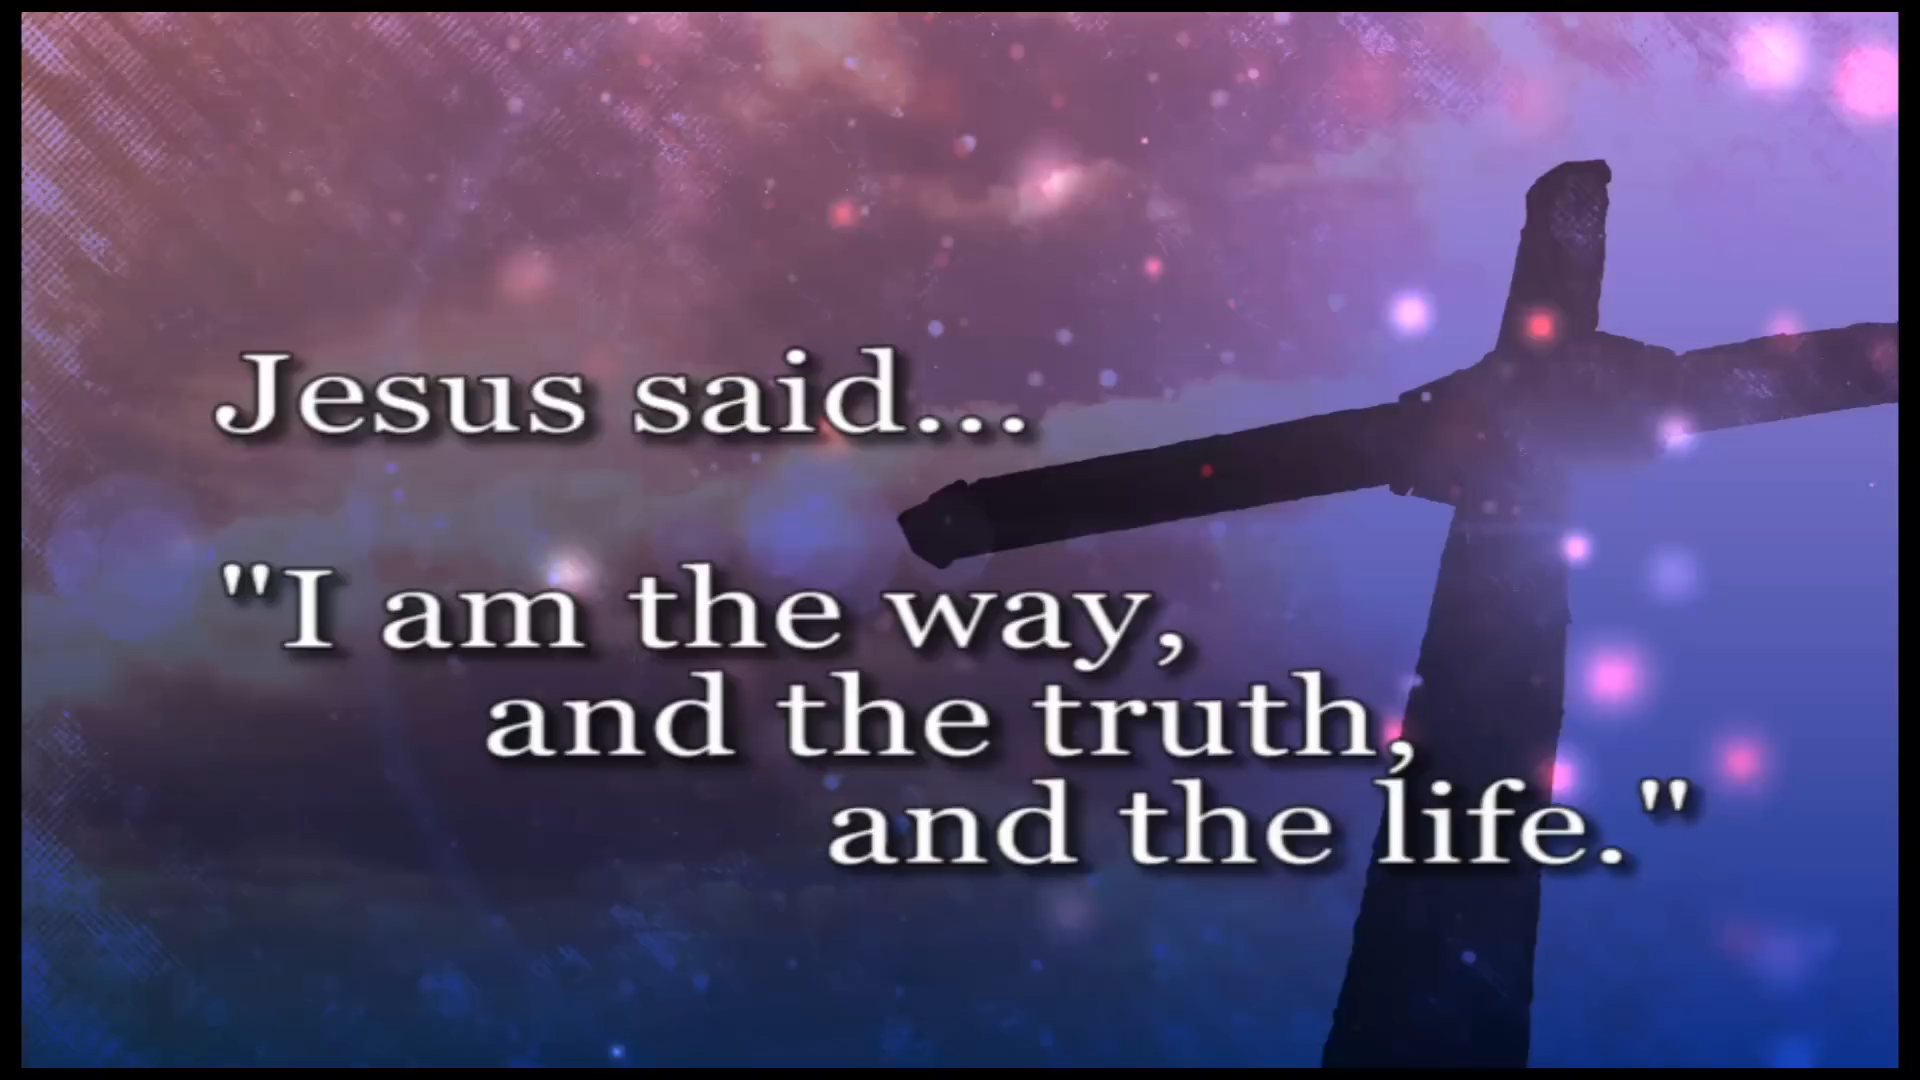 Jesus said...
"I am the way,
and the truth,
and the life."